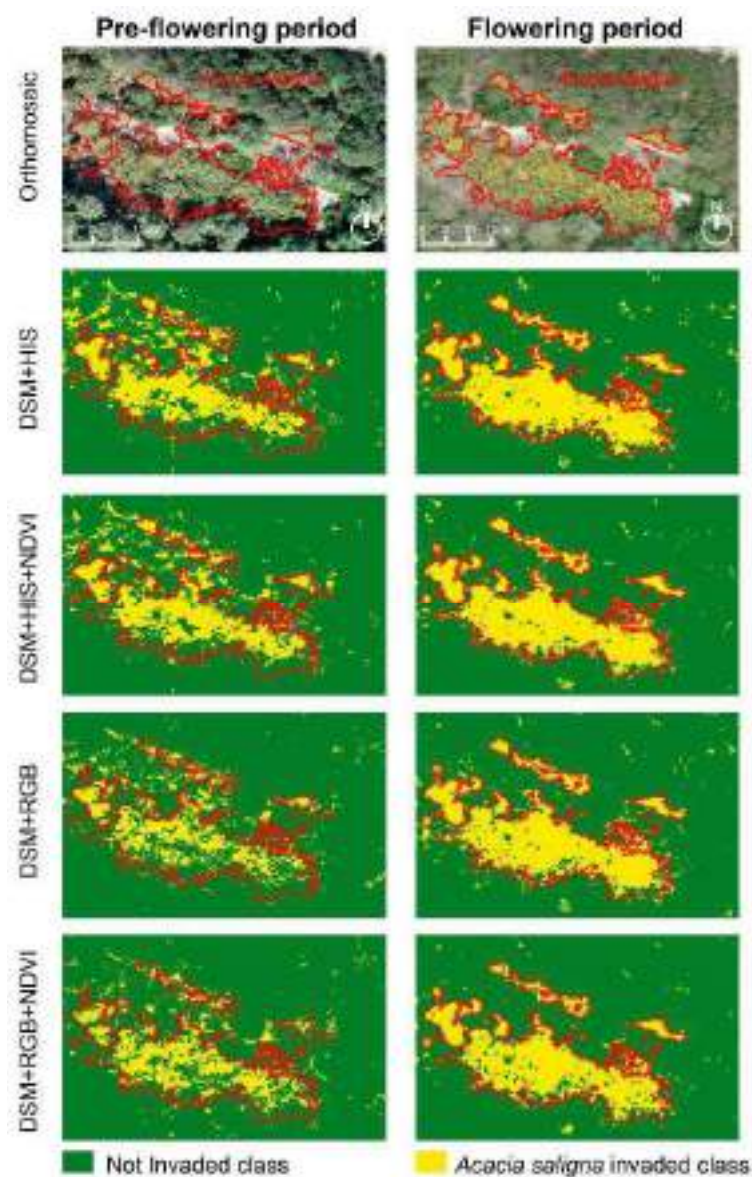 Pre-flowering period
Flowering period
Orthomosaic
DSM+HIS
DSM+HIS+NDVI
DSM+RGB
DSM+RGB+NDVI
Not Invaded class
Acacia saligna invaded class